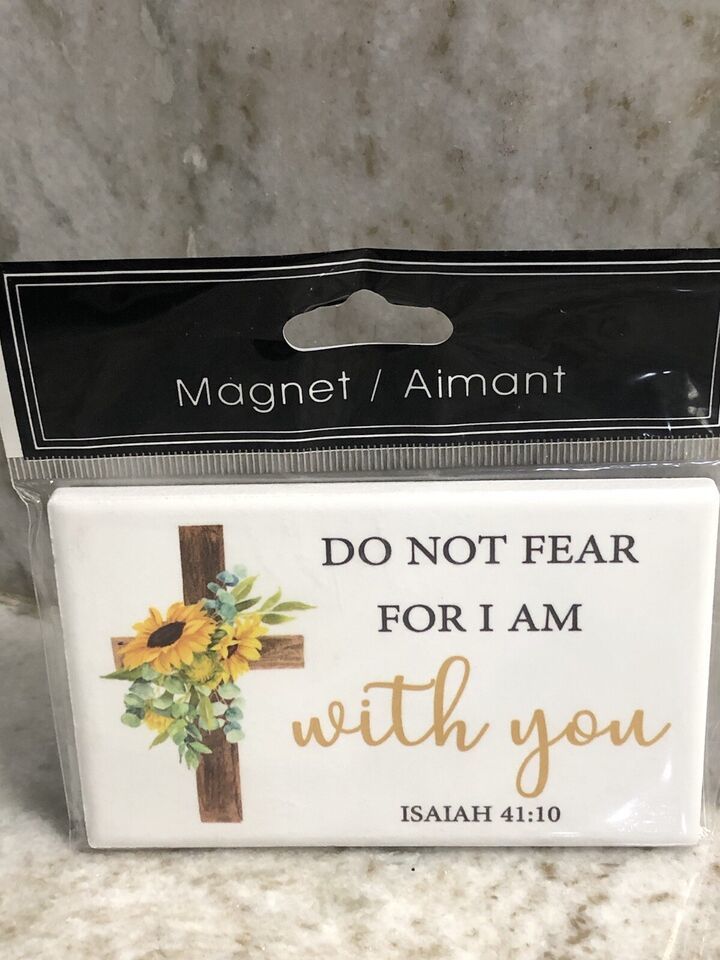 Magnet / Aimant
DO NOT FEAR
FOR I AM
with you
ISAIAH 41:10